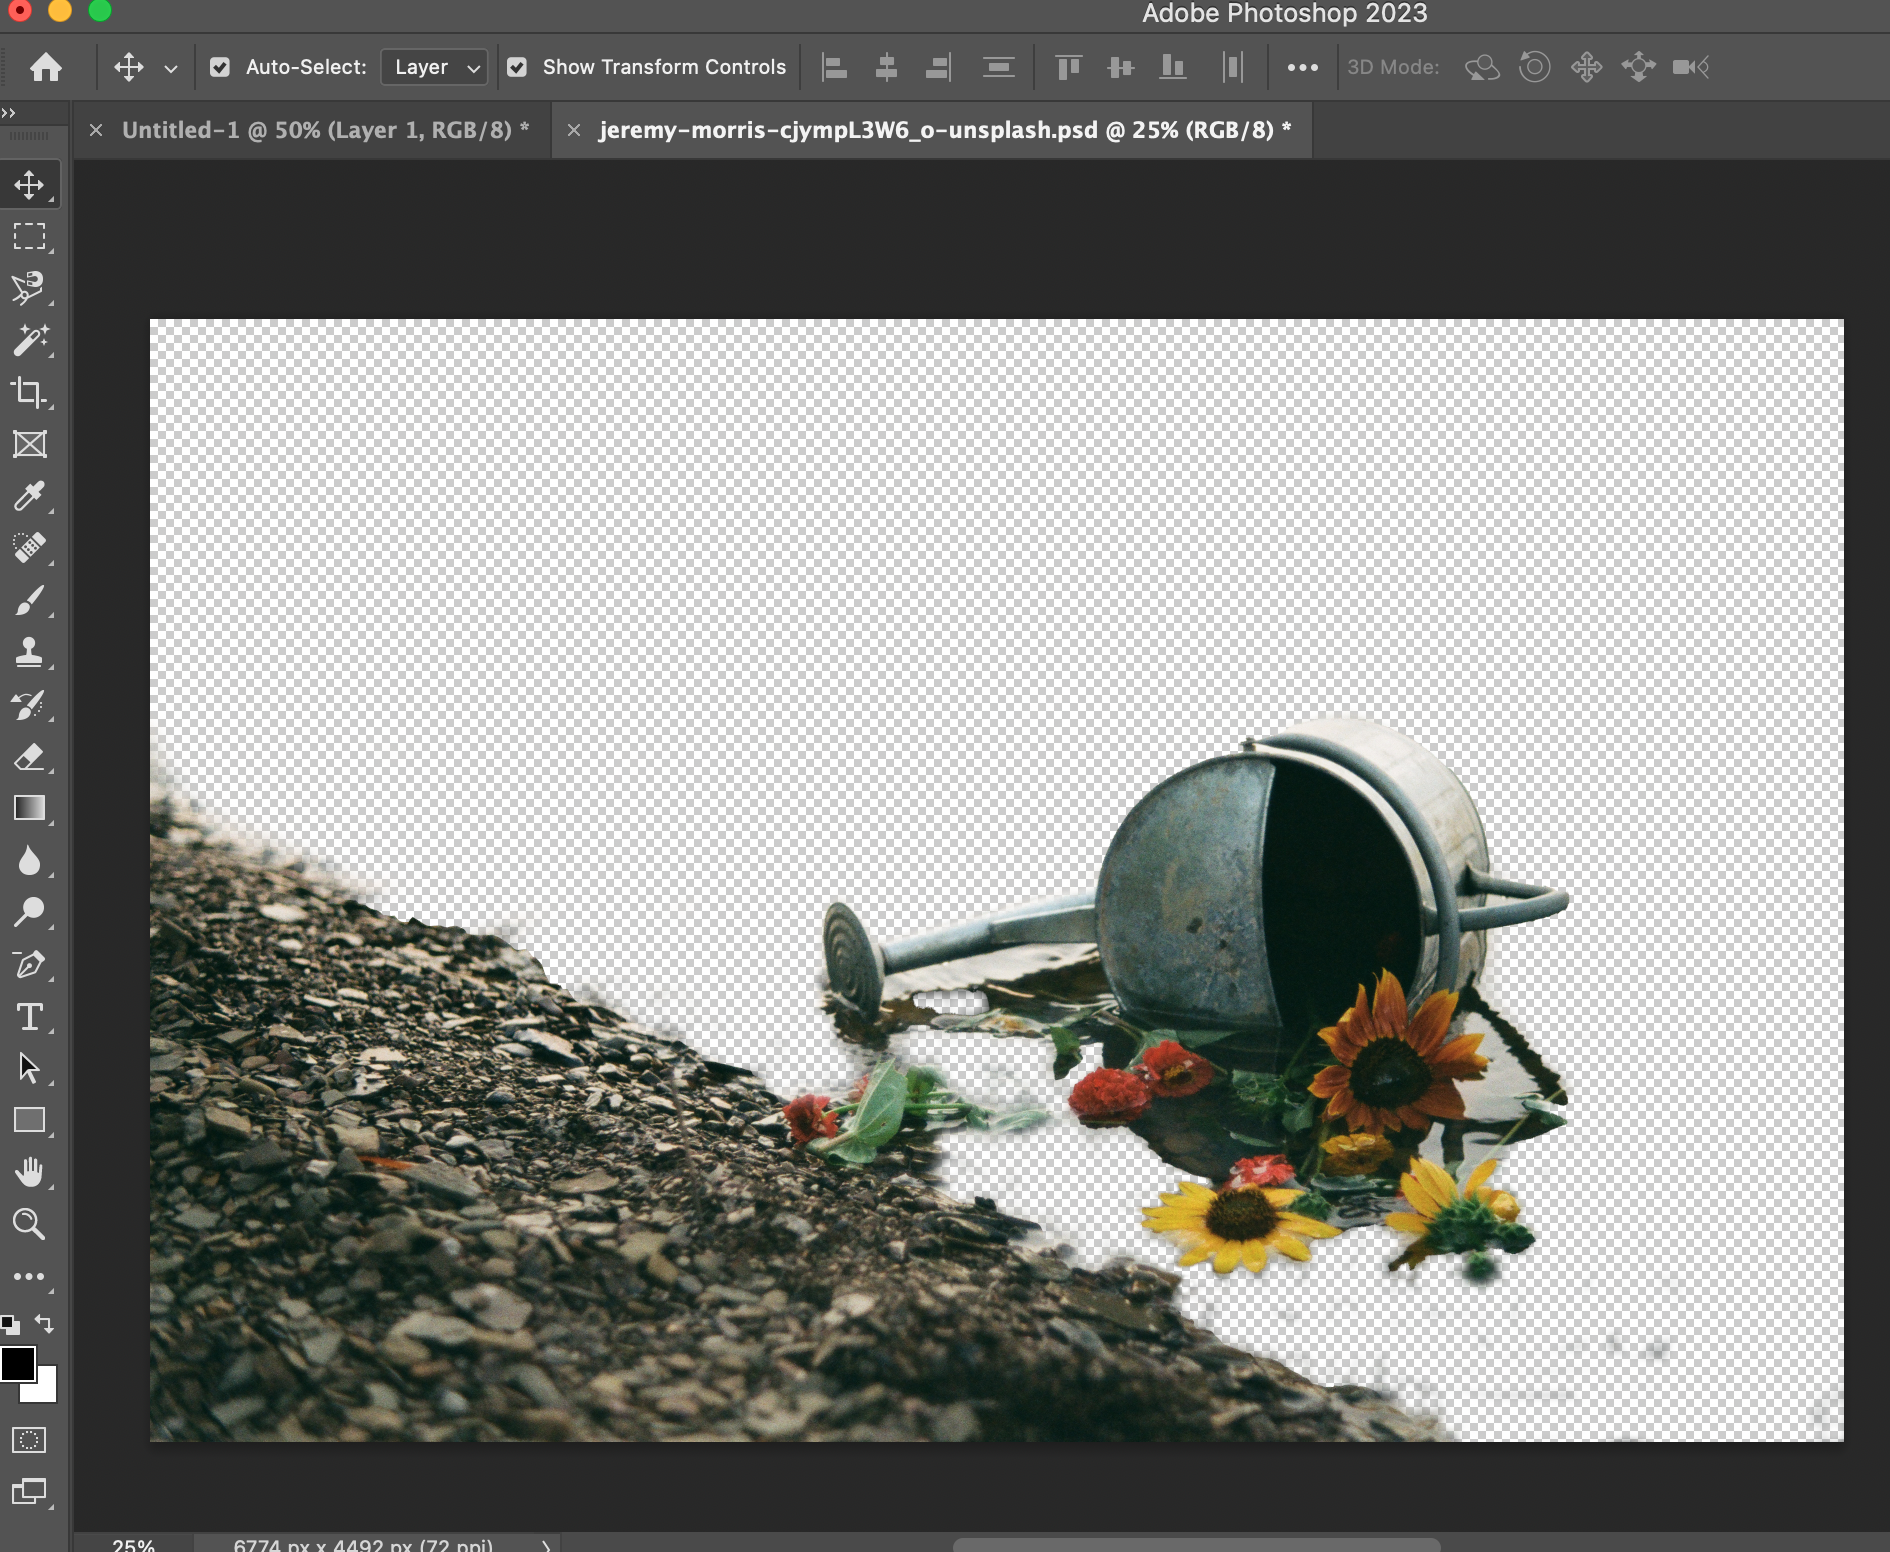 Adobe Photoshop 2023
Auto-Select: Layer Show Transform Controls 3D Mode:
Untitled-1 @ 50% (Layer 1, RGB/8) * jeremy-morris-cjympL3W6_o-unsplash.psd @ 25% (RGB/8) *
25% 6774 px x 4492 px (72 ppi)